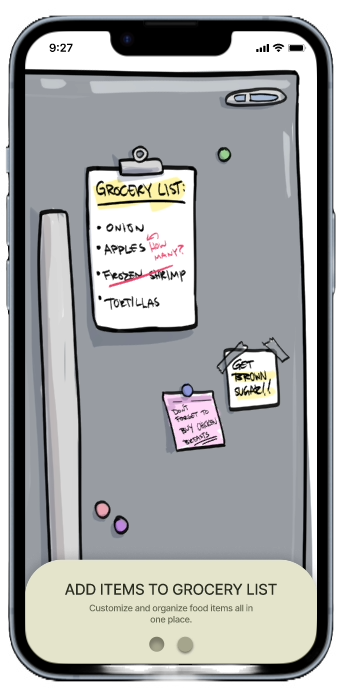 9:27
GROCERY LIST:
• ONION
• APPLES
HOW
MANY?
• FROZEN SHRIMP
• TORTILLAS
GET
BROWN
SUGAR!!
DON'T
FORGET TO
BUY CHICKEN
BREASTS
ADD ITEMS TO GROCERY LIST
Customize and organize food items all in
one place.